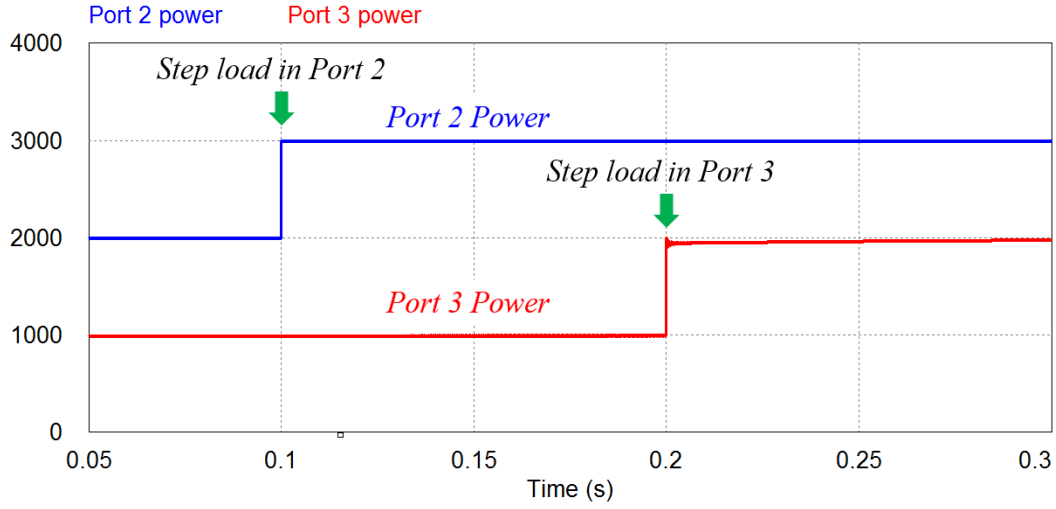 Port 2 power Port 3 power
4000
Step load in Port 2
Port 2 Power
3000
Step load in Port 3
2000
Port 3 Power
1000
0
0.05 0.1 0.15 0.2 0.25 0.3
Time (s)